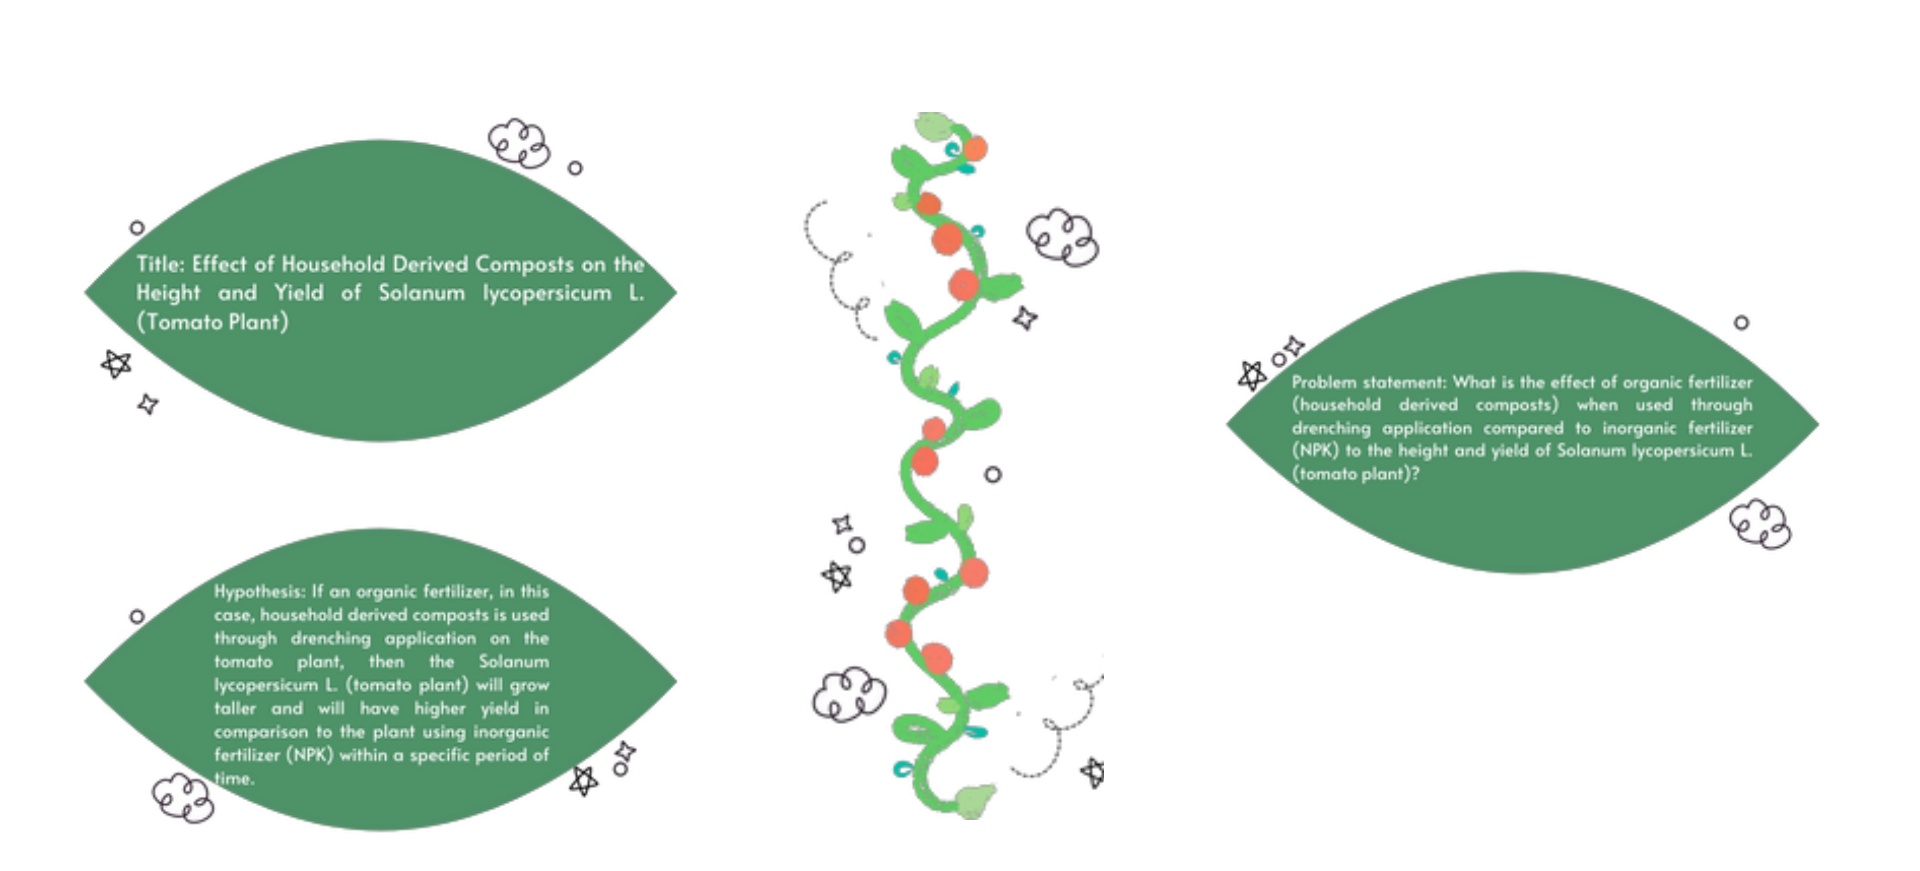 Title: Effect of Household Derived Composts on the
Height and Yield of Solanum lycopersicum L.
(Tomato Plant)
Hypothesis: If an organic fertilizer, in this
case, household derived composts is used
through drenching application on the
tomato plant, then the Solanum
lycopersicum L. (tomato plant) will grow
taller and will have higher yield in
comparison to the plant using inorganic
fertilizer (NPK) within a specific period of
time.
Problem statement: What is the effect of organic fertilizer
(household derived composts) when used through
drenching application compared to inorganic fertilizer
(NPK) to the height and yield of Solanum lycopersicum L.
(tomato plant)?